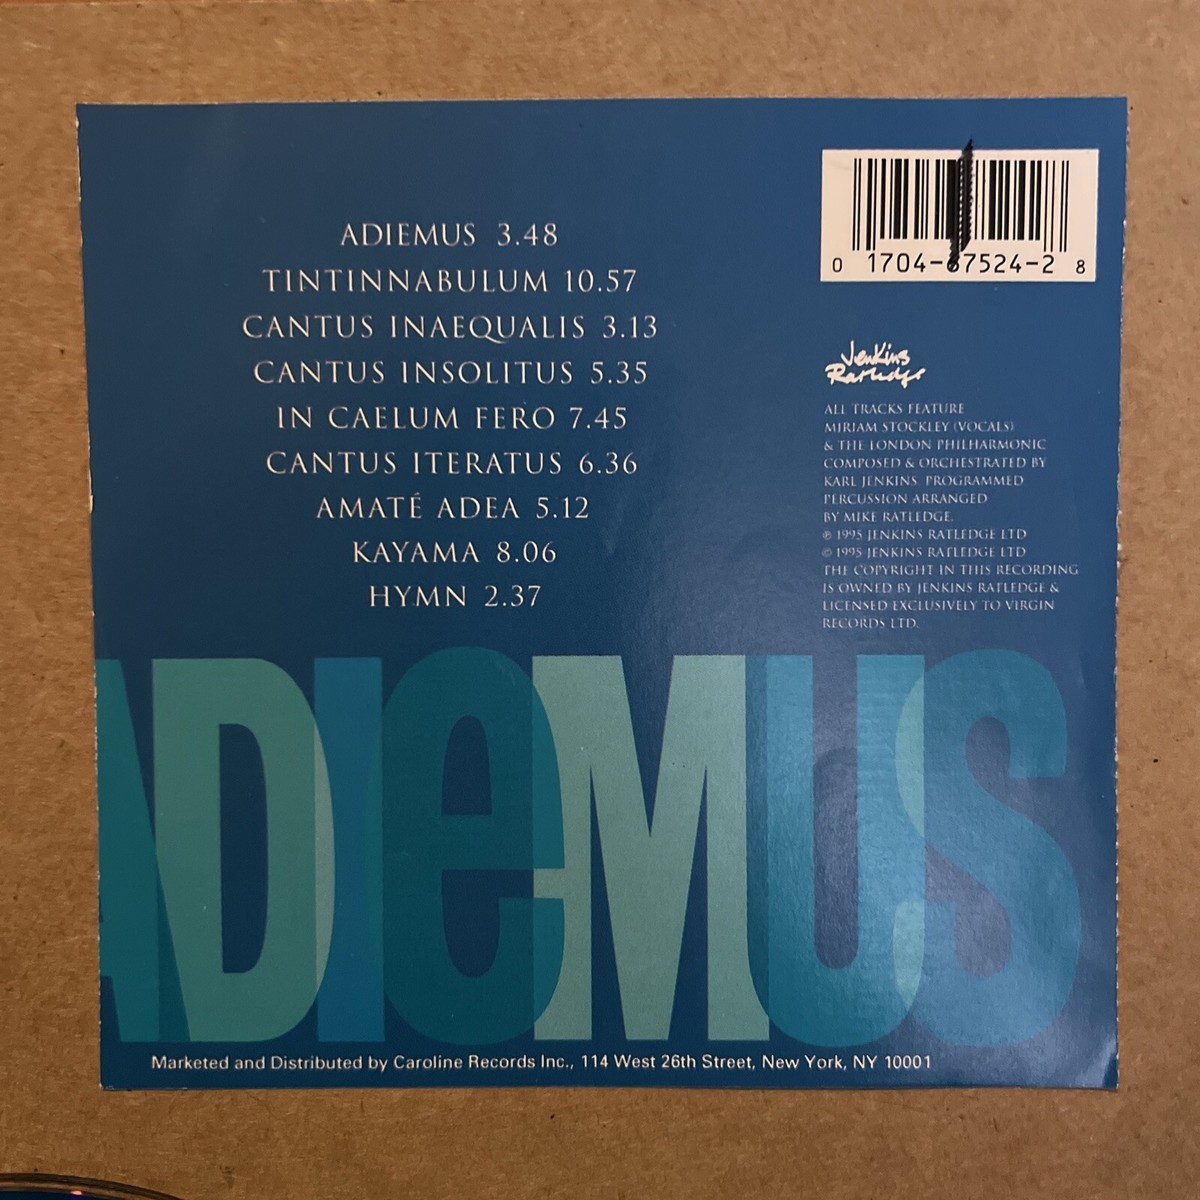 ADIEMUS 3.48
TINTINNABULUM 10.57
CANTUS INAEQUALIS 3.13
CANTUS INSOLITUS 5.35
IN CAELUM FERO 7.45
CANTUS ITERATUS 6.36
AMATÉ ADEA 5.12
KAYAMA 8.06
HYMN 2.37
0 1704-67524-2 8
Jenkins
Ratledge
ALL TRACKS FEATURE
MIRIAM STOCKLEY (VOCALS)
& THE LONDON PHILHARMONIC
COMPOSED & ORCHESTRATED BY
KARL JENKINS. PROGRAMMED
PERCUSSION ARRANGED
BY MIKE RATLEDGE.
℗ 1995 JENKINS RATLEDGE LTD
© 1995 JENKINS RATLEDGE LTD
THE COPYRIGHT IN THIS RECORDING
IS OWNED BY JENKINS RATLEDGE &
LICENSED EXCLUSIVELY TO VIRGIN
RECORDS LTD.
ADIEMUS
Marketed and Distributed by Caroline Records Inc., 114 West 26th Street, New York, NY 10001